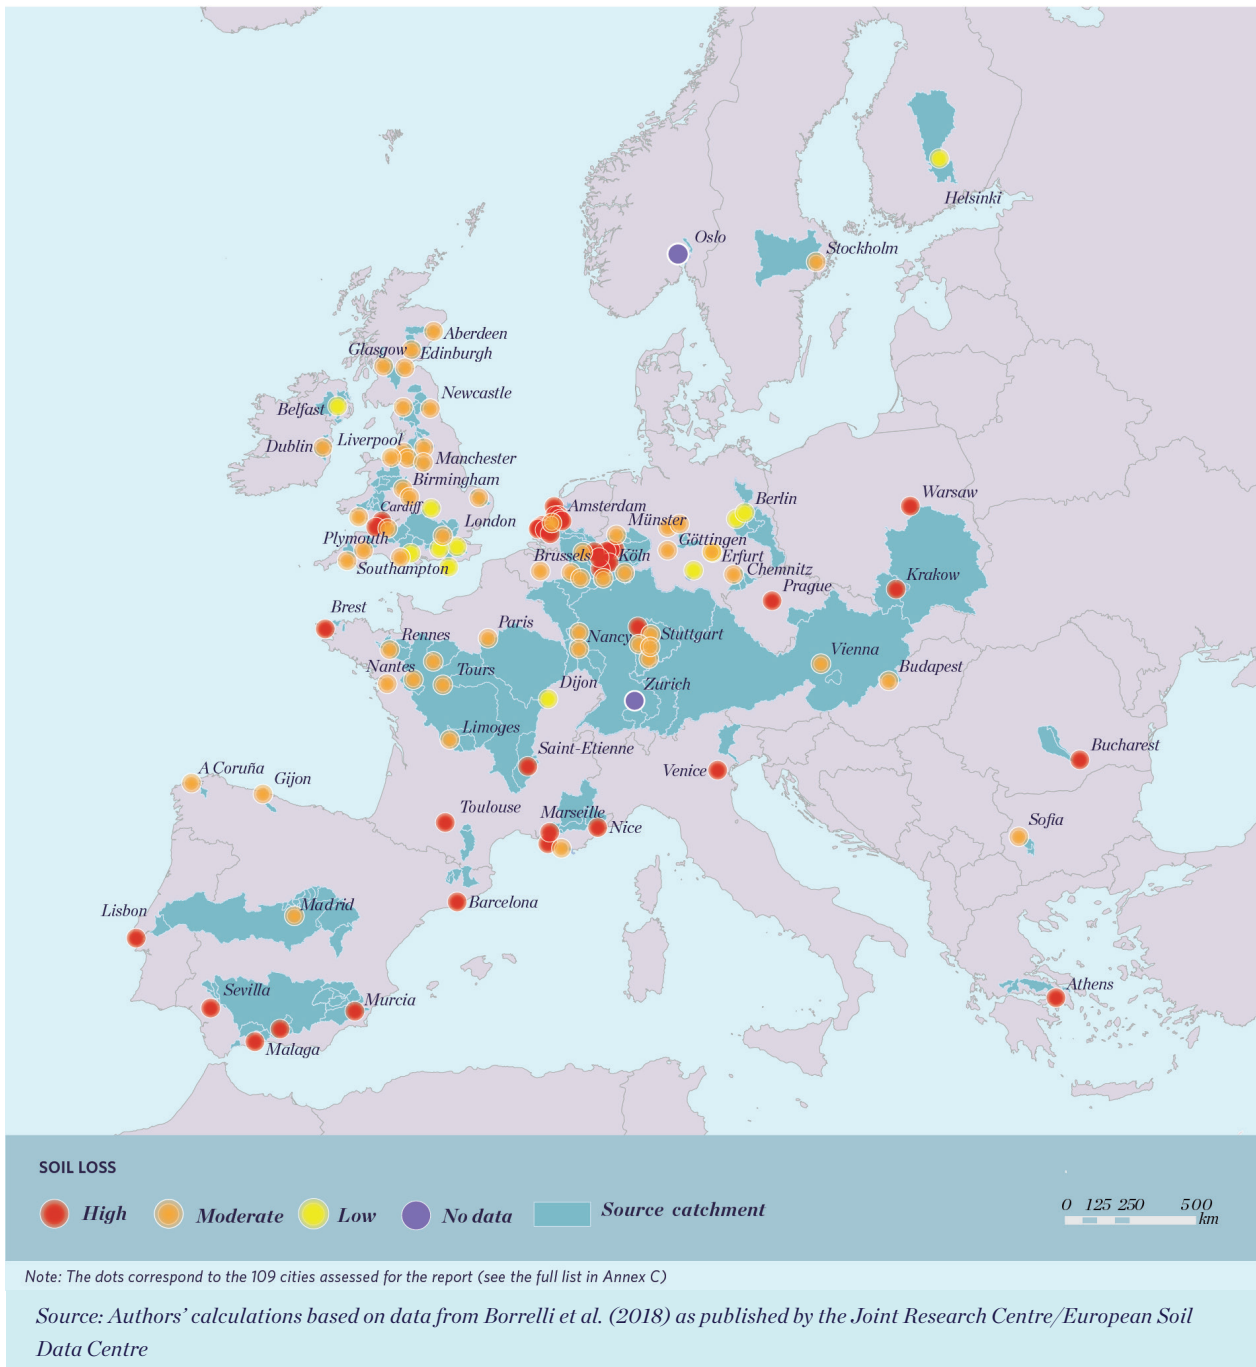 Helsinki
Oslo
Stockholm
Aberdeen
Glasgow
Edinburgh
Newcastle
Belfast
Dublin
Liverpool
Manchester
Birmingham
Cardiff
London
Plymouth
Southampton
Amsterdam
Münster
Berlin
Warsaw
Göttingen
Brussels
Köln
Erfurt
Chemnitz
Prague
Krakow
Brest
Rennes
Paris
Nancy
Stuttgart
Vienna
Nantes
Tours
Budapest
Dijon
Zurich
Limoges
Saint-Etienne
Venice
Bucharest
A Coruña
Gijon
Toulouse
Marseille
Nice
Sofia
Madrid
Barcelona
Lisbon
Sevilla
Murcia
Athens
Malaga
SOIL LOSS
High
Moderate
Low
No data
Source catchment
0 125 250 500
km
Note: The dots correspond to the 109 cities assessed for the report (see the full list in Annex C)
Source: Authors' calculations based on data from Borrelli et al. (2018) as published by the Joint Research Centre/European Soil
Data Centre